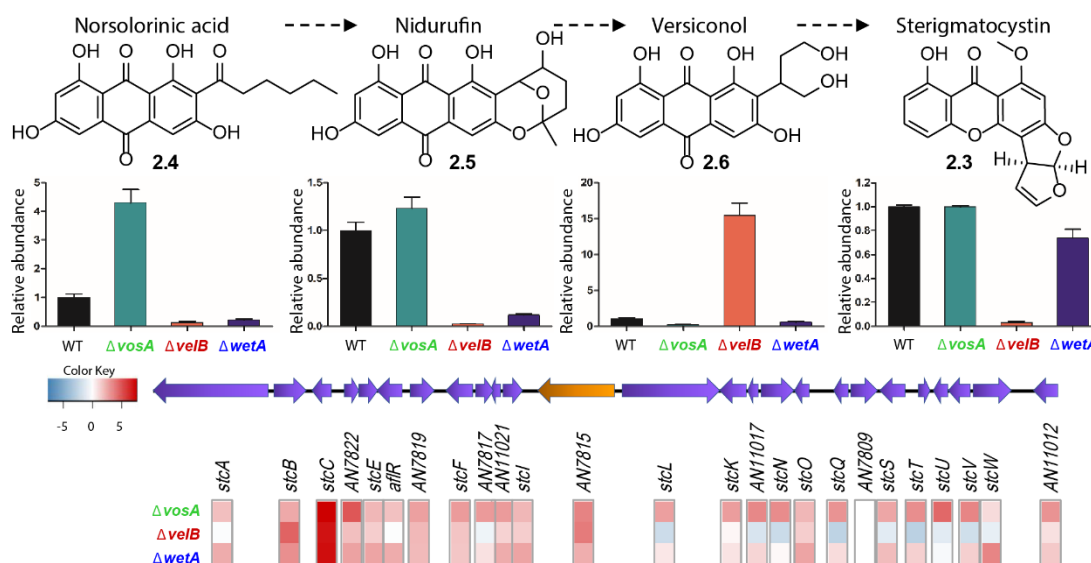 Norsolorinic acid
Nidurufin
Versiconol
Sterigmatocystin
OH O OH O
HO
OH
O
2.4
OH
OH O OH
O
HO
O
O
2.5
HO
OH O OH
OH
HO
OH
O
2.6
OH O O
O
O
H
H
O
2.3
Relative abundance
5
4
3
2
1
0
WT ΔvosA ΔvelB ΔwetA
Relative abundance
1.5
1.0
0.5
0.0
WT ΔvosA ΔvelB ΔwetA
Relative abundance
20
15
10
5
0
WT ΔvosA ΔvelB ΔwetA
Relative abundance
1.2
1.0
0.8
0.6
0.4
0.2
0
WT ΔvosA ΔvelB ΔwetA
Color Key
-5 0 5
stcA
stcB
stcC
AN7822
stcE
aflR
AN7819
stcF
AN7817
AN11021
stcI
AN7815
stcL
stcK
AN11017
stcN
stcO
stcQ
AN7809
stcS
stcT
stcU
stcV
stcW
AN11012
ΔvosA
ΔvelB
ΔwetA